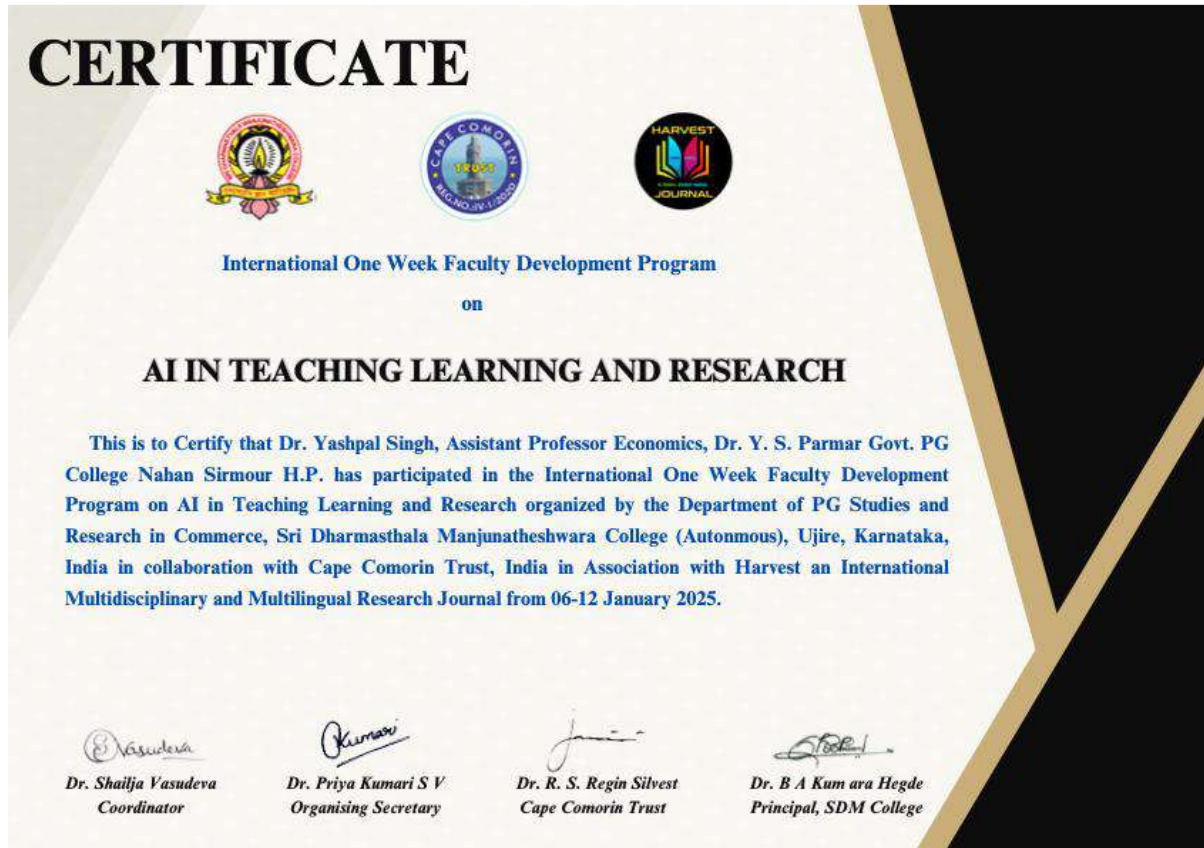 CERTIFICATE
CAPE COMORIN
TRUST
REG.NO.:IV-1/2020
HARVEST
JOURNAL
International One Week Faculty Development Program
on
AI IN TEACHING LEARNING AND RESEARCH
This is to Certify that Dr. Yashpal Singh, Assistant Professor Economics, Dr. Y. S. Parmar Govt. PG
College Nahan Sirmour H.P. has participated in the International One Week Faculty Development
Program on AI in Teaching Learning and Research organized by the Department of PG Studies and
Research in Commerce, Sri Dharmasthala Manjunatheshwara College (Autonmous), Ujire, Karnataka,
India in collaboration with Cape Comorin Trust, India in Association with Harvest an International
Multidisciplinary and Multilingual Research Journal from 06-12 January 2025.
Vasudeva
Kumari
Dr. Shailja Vasudeva
Coordinator
Dr. Priya Kumari S V
Organising Secretary
Dr. R. S. Regin Silvest
Cape Comorin Trust
Dr. B A Kum ara Hegde
Principal, SDM College